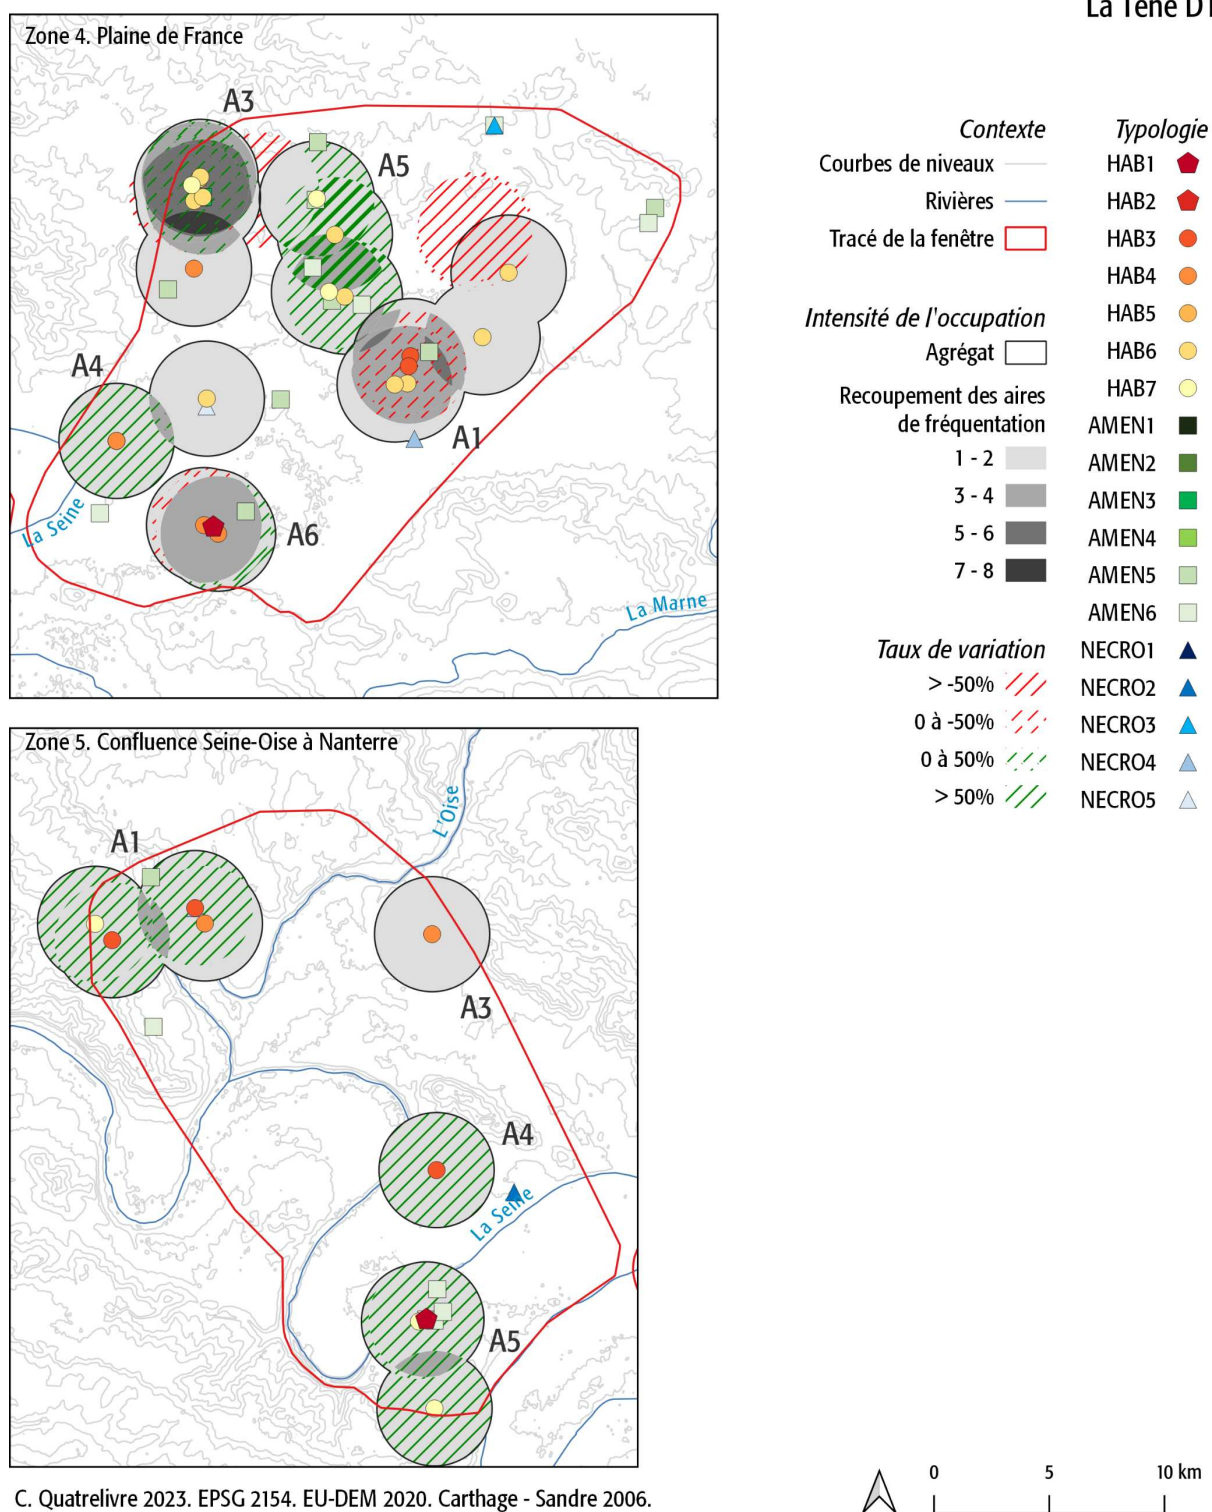 La Tène D1
Zone 4. Plaine de France
A3
A5
A4
A1
A6
La Seine
La Marne
Contexte
Courbes de niveaux
Rivières
Tracé de la fenêtre
Intensité de l'occupation
Agrégat
Recoupement des aires
de fréquentation
1 - 2
3 - 4
5 - 6
7 - 8
Taux de variation
> -50%
0 à -50%
0 à 50%
> 50%
Typologie
HAB1
HAB2
HAB3
HAB4
HAB5
HAB6
HAB7
AMEN1
AMEN2
AMEN3
AMEN4
AMEN5
AMEN6
NECRO1
NECRO2
NECRO3
NECRO4
NECRO5
Zone 5. Confluence Seine-Oise à Nanterre
L'Oise
A1
A3
A4
La Seine
A5
0 5 10 km
C. Quatrelivre 2023. EPSG 2154. EU-DEM 2020. Carthage - Sandre 2006.